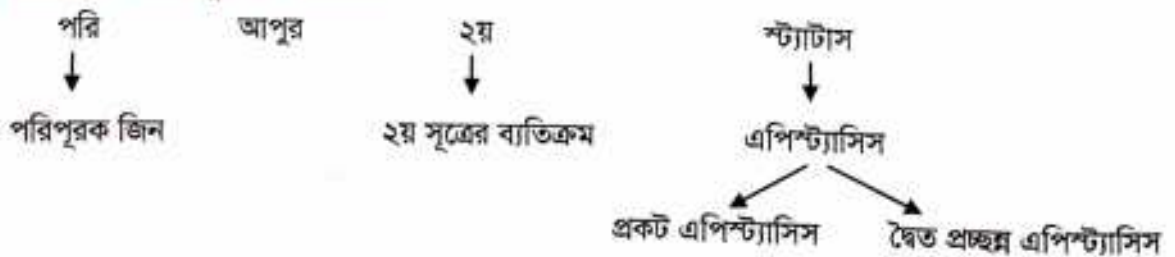 পরি আপুর ২য় স্ট্যাটাস
পরিপূরক জিন ২য় সূত্রের ব্যতিক্রম এপিস্ট্যাসিস
প্রকট এপিস্ট্যাসিস দ্বৈত প্রচ্ছন্ন এপিস্ট্যাসিস